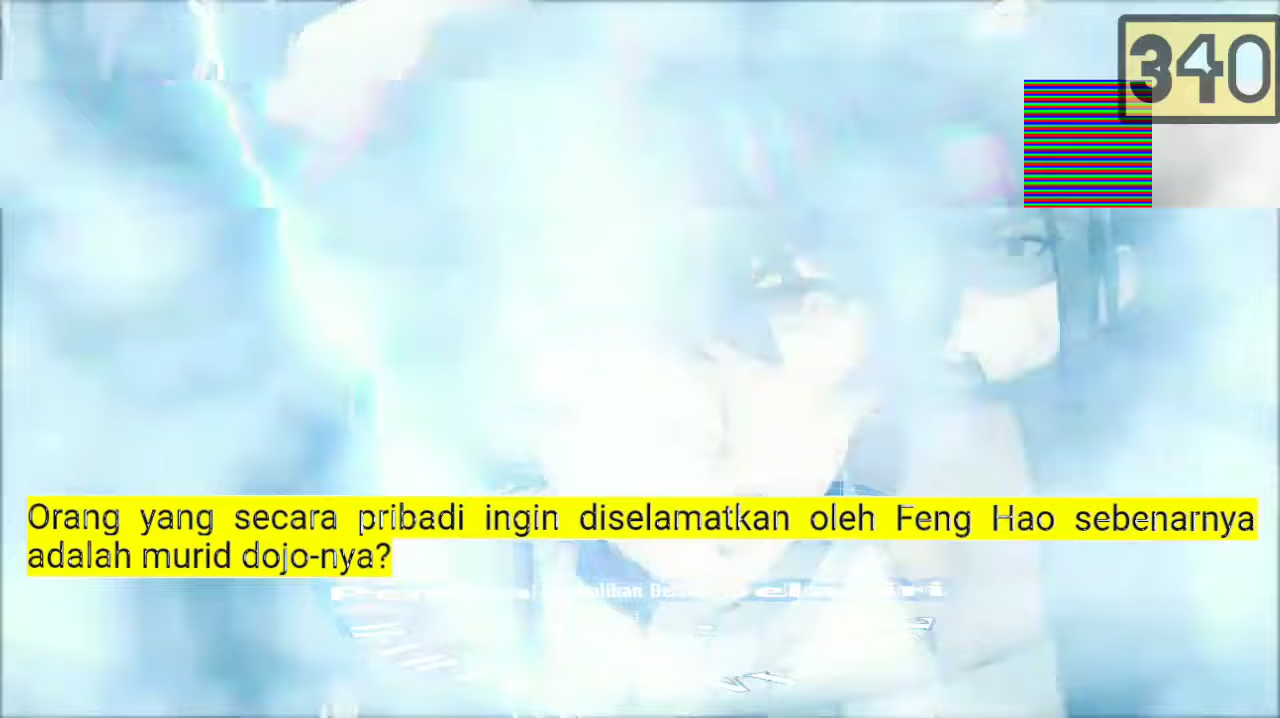 340
Orang yang secara pribadi ingin diselamatkan oleh Feng Hao sebenarnya
adalah murid dojo-nya?